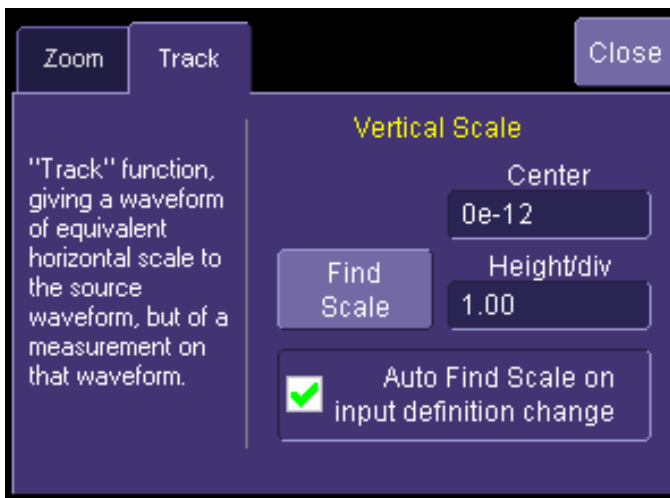 Zoom
Track
Close
"Track" function,
giving a waveform
of equivalent
horizontal scale to
the source
waveform, but of a
measurement on
that waveform.
Vertical Scale
Center
0e-12
Find
Scale
Height/div
1.00
Auto Find Scale on
input definition change